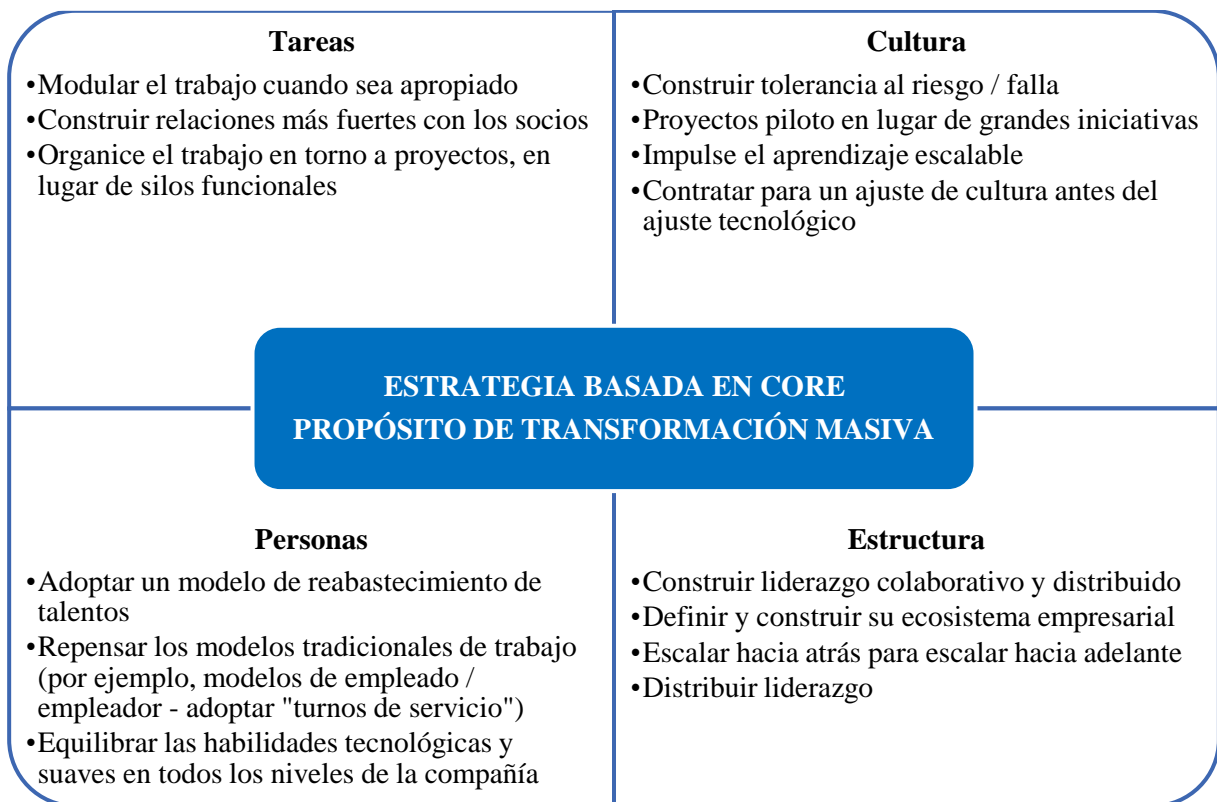 Tareas
•Modular el trabajo cuando sea apropiado
•Construir relaciones más fuertes con los socios
•Organice el trabajo en torno a proyectos, en
lugar de silos funcionales
Cultura
•Construir tolerancia al riesgo / falla
•Proyectos piloto en lugar de grandes iniciativas
•Impulse el aprendizaje escalable
•Contratar para un ajuste de cultura antes del
ajuste tecnológico
ESTRATEGIA BASADA EN CORE
PROPÓSITO DE TRANSFORMACIÓN MASIVA
Personas
•Adoptar un modelo de reabastecimiento de
talentos
•Repensar los modelos tradicionales de trabajo
(por ejemplo, modelos de empleado /
empleador - adoptar "turnos de servicio")
•Equilibrar las habilidades tecnológicas y
suaves en todos los niveles de la compañía
Estructura
•Construir liderazgo colaborativo y distribuido
•Definir y construir su ecosistema empresarial
•Escalar hacia atrás para escalar hacia adelante
•Distribuir liderazgo